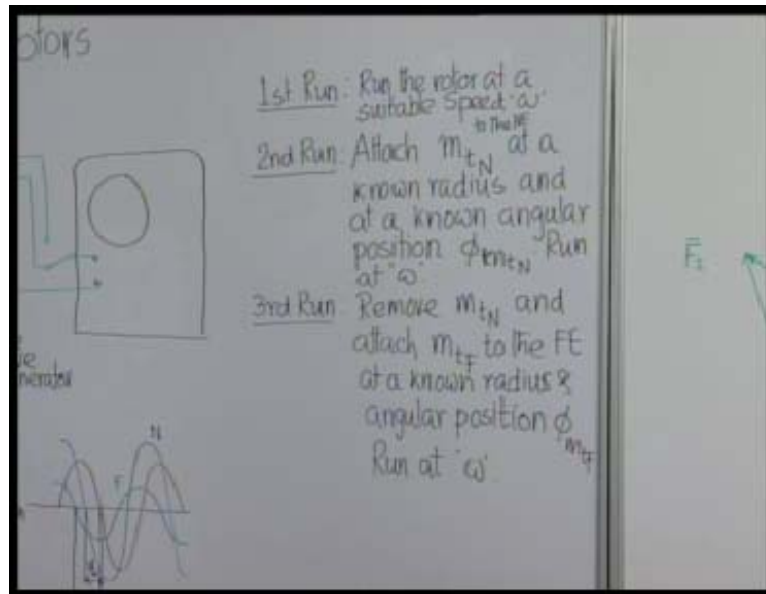 otors
1st Run: Run the rotor at a
suitable speed 'ω'
to the NE
2nd Run: Attach m_tN at a
known radius and
at a known angular
position ϕ_mtN Run
at 'ω'
3rd Run Remove m_tN and
attach m_tF to the FE
at a known radius &
angular position ϕ_mtF
Run at 'ω'.
nerator
N
F
F̅₁